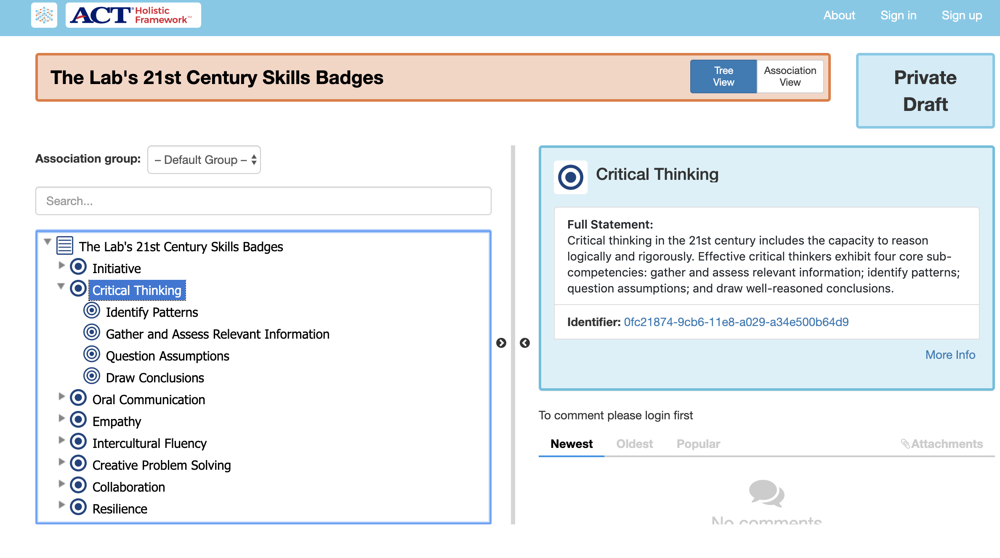 Open SALT
ACT® Holistic Framework™
About
Sign in
Sign up
The Lab's 21st Century Skills Badges
Tree View
Association View
Private Draft
Association group:
– Default Group –
Search...
The Lab's 21st Century Skills Badges
Initiative
Critical Thinking
Identify Patterns
Gather and Assess Relevant Information
Question Assumptions
Draw Conclusions
Oral Communication
Empathy
Intercultural Fluency
Creative Problem Solving
Collaboration
Resilience
Critical Thinking
Full Statement:
Critical thinking in the 21st century includes the capacity to reason
logically and rigorously. Effective critical thinkers exhibit four core sub-
competencies: gather and assess relevant information; identify patterns;
question assumptions; and draw well-reasoned conclusions.
Identifier: 0fc21874-9cb6-11e8-a029-a34e500b64d9
More Info
To comment please login first
Newest
Oldest
Popular
Attachments
No comments